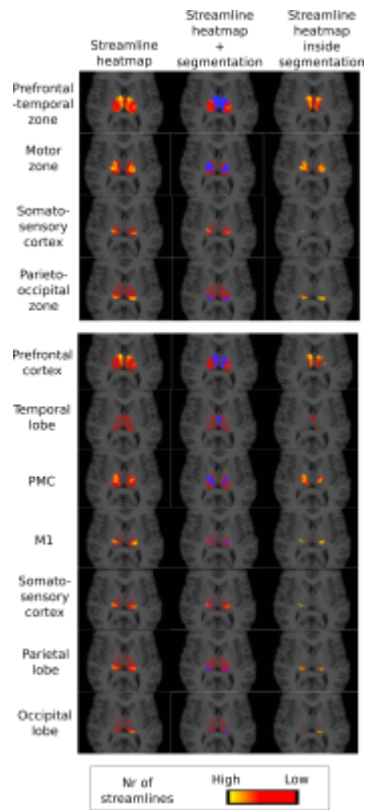 Streamline
heatmap
Streamline
heatmap
+
segmentation
Streamline
heatmap
inside
segmentation
Prefrontal
-temporal
zone
Motor
zone
Somato-
sensory
cortex
Parieto-
occipital
zone
Prefrontal
cortex
Temporal
lobe
PMC
M1
Somato-
sensory
cortex
Parietal
lobe
Occipital
lobe
Nr of
streamlines
High Low